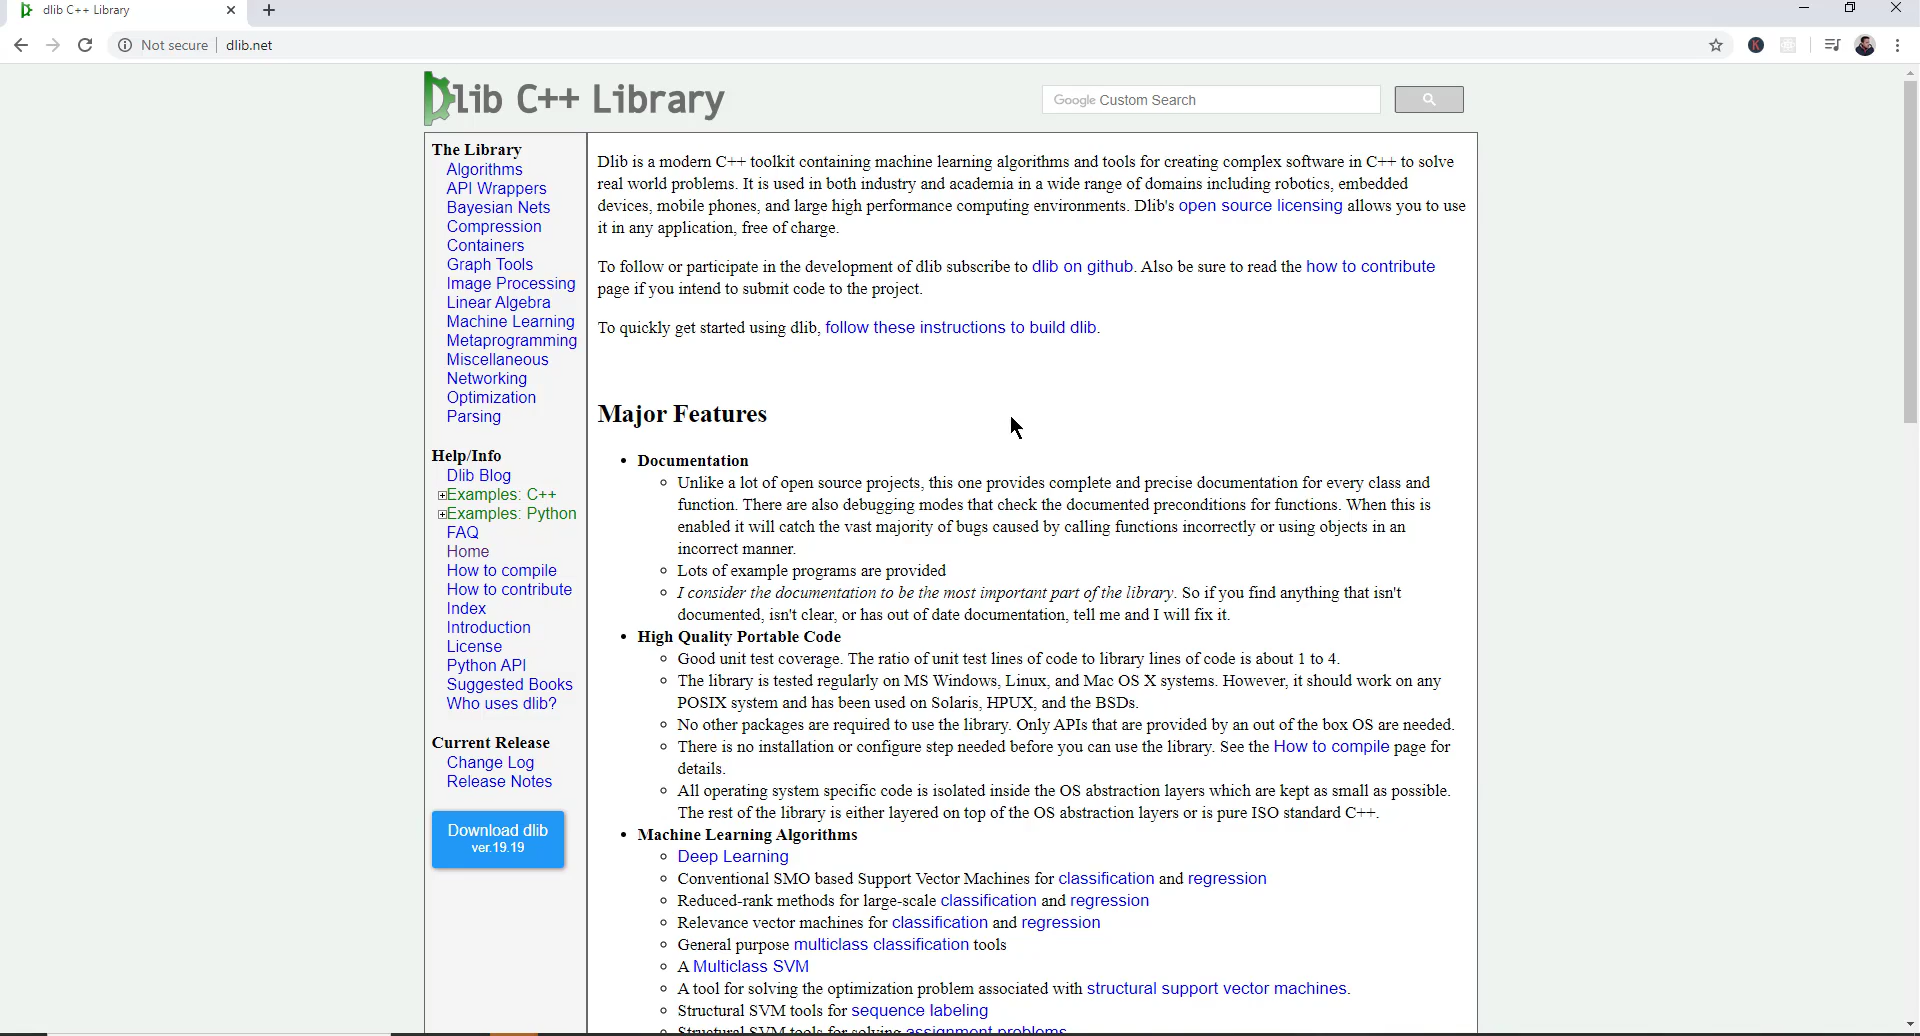 dlib C++ Library
Not secure
dlib.net
K
Dlib C++ Library
Google Custom Search
The Library
Algorithms
API Wrappers
Bayesian Nets
Compression
Containers
Graph Tools
Image Processing
Linear Algebra
Machine Learning
Metaprogramming
Miscellaneous
Networking
Optimization
Parsing
Help/Info
Dlib Blog
Examples: C++
Examples: Python
FAQ
Home
How to compile
How to contribute
Index
Introduction
License
Python API
Suggested Books
Who uses dlib?
Current Release
Change Log
Release Notes
Download dlib
ver.19.19
Dlib is a modern C++ toolkit containing machine learning algorithms and tools for creating complex software in C++ to solve
real world problems. It is used in both industry and academia in a wide range of domains including robotics, embedded
devices, mobile phones, and large high performance computing environments. Dlib's open source licensing allows you to use
it in any application, free of charge.
To follow or participate in the development of dlib subscribe to dlib on github. Also be sure to read the how to contribute
page if you intend to submit code to the project.
To quickly get started using dlib, follow these instructions to build dlib.
Major Features
• Documentation
Unlike a lot of open source projects, this one provides complete and precise documentation for every class and
function. There are also debugging modes that check the documented preconditions for functions. When this is
enabled it will catch the vast majority of bugs caused by calling functions incorrectly or using objects in an
incorrect manner.
Lots of example programs are provided
I consider the documentation to be the most important part of the library. So if you find anything that isn't
documented, isn't clear, or has out of date documentation, tell me and I will fix it.
• High Quality Portable Code
Good unit test coverage. The ratio of unit test lines of code to library lines of code is about 1 to 4.
The library is tested regularly on MS Windows, Linux, and Mac OS X systems. However, it should work on any
POSIX system and has been used on Solaris, HPUX, and the BSDs.
No other packages are required to use the library. Only APIs that are provided by an out of the box OS are needed.
There is no installation or configure step needed before you can use the library. See the How to compile page for
details.
All operating system specific code is isolated inside the OS abstraction layers which are kept as small as possible.
The rest of the library is either layered on top of the OS abstraction layers or is pure ISO standard C++.
• Machine Learning Algorithms
Deep Learning
Conventional SMO based Support Vector Machines for classification and regression
Reduced-rank methods for large-scale classification and regression
Relevance vector machines for classification and regression
General purpose multiclass classification tools
A Multiclass SVM
A tool for solving the optimization problem associated with structural support vector machines.
Structural SVM tools for sequence labeling
Structural SVM tools for solving assignment problems